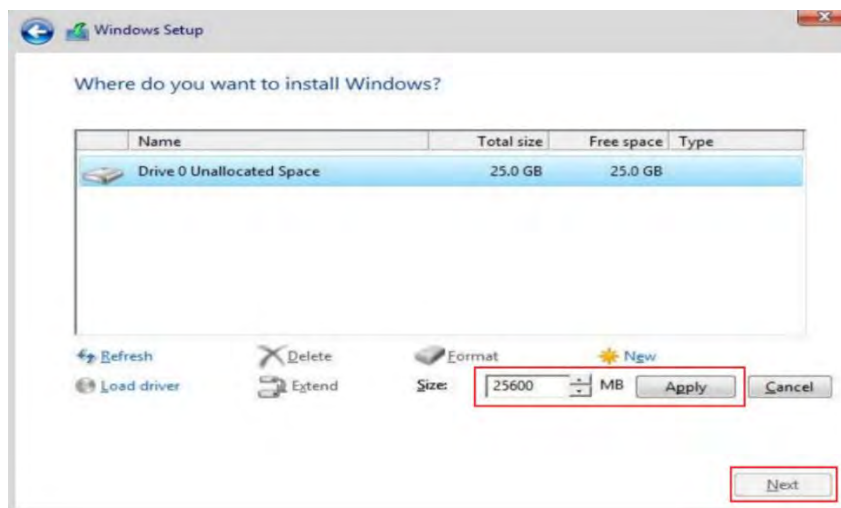 Windows Setup
Where do you want to install Windows?
Name Total size Free space Type
Drive 0 Unallocated Space 25.0 GB 25.0 GB
Refresh Delete Format New
Load driver Extend Size: 25600 MB Apply Cancel
Next